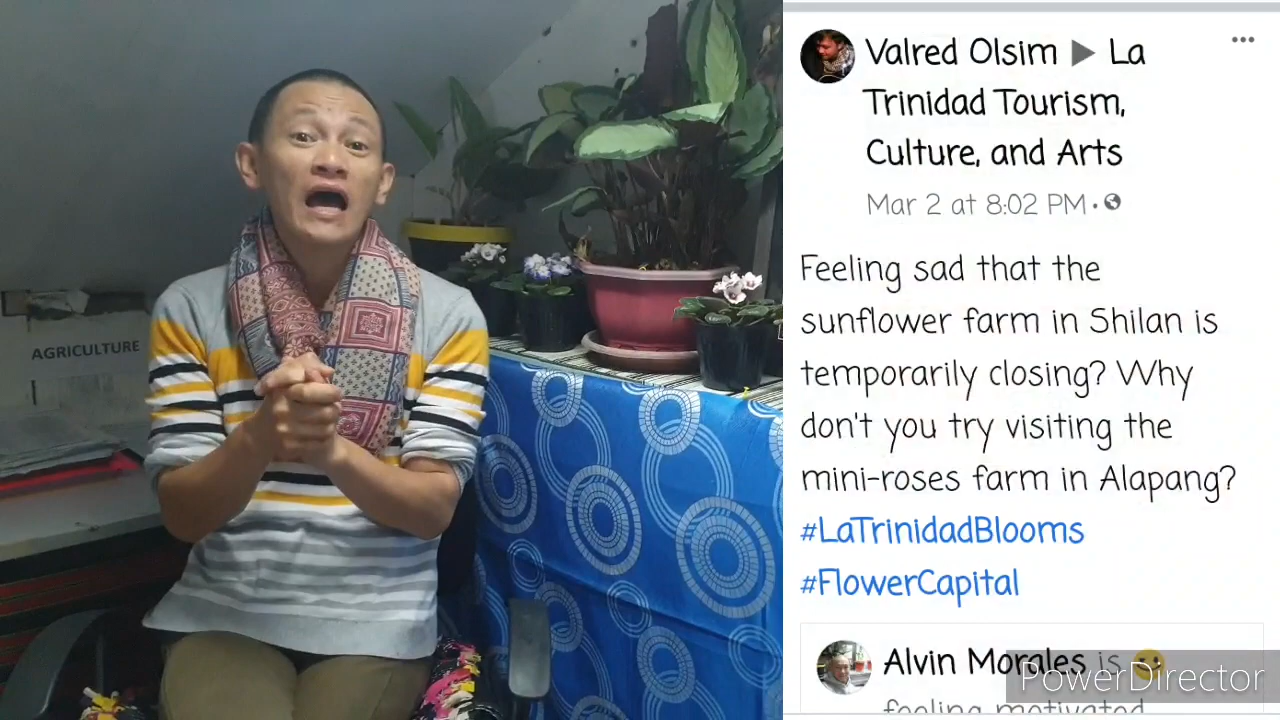 AGRICULTURE
Valred Olsim ▶ La
Trinidad Tourism,
Culture, and Arts
Mar 2 at 8:02 PM
Feeling sad that the
sunflower farm in Shilan is
temporarily closing? Why
don't you try visiting the
mini-roses farm in Alapang?
#LaTrinidadBlooms
#FlowerCapital
Alvin Morales is
feeling motivated
PowerDirector